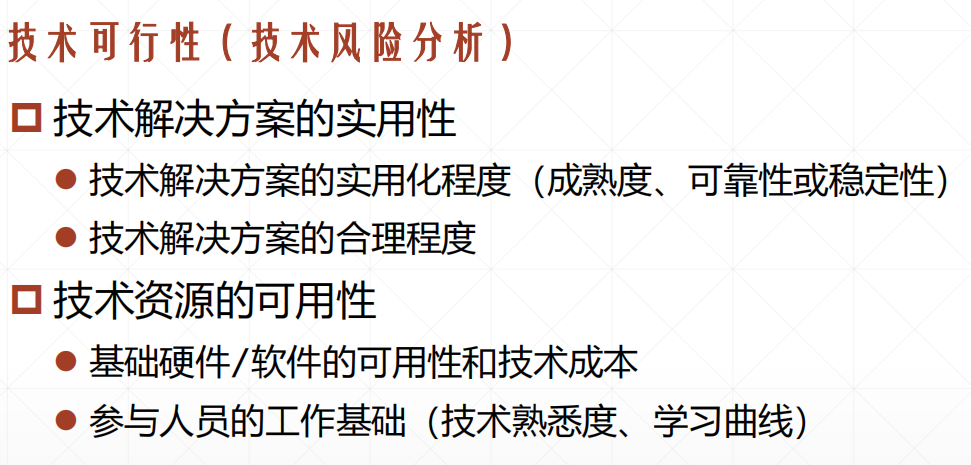 技术可行性（技术风险分析）
技术解决方案的实用性
技术解决方案的实用化程度（成熟度、可靠性或稳定性）
技术解决方案的合理程度
技术资源的可用性
基础硬件/软件的可用性和技术成本
参与人员的工作基础（技术熟悉度、学习曲线）